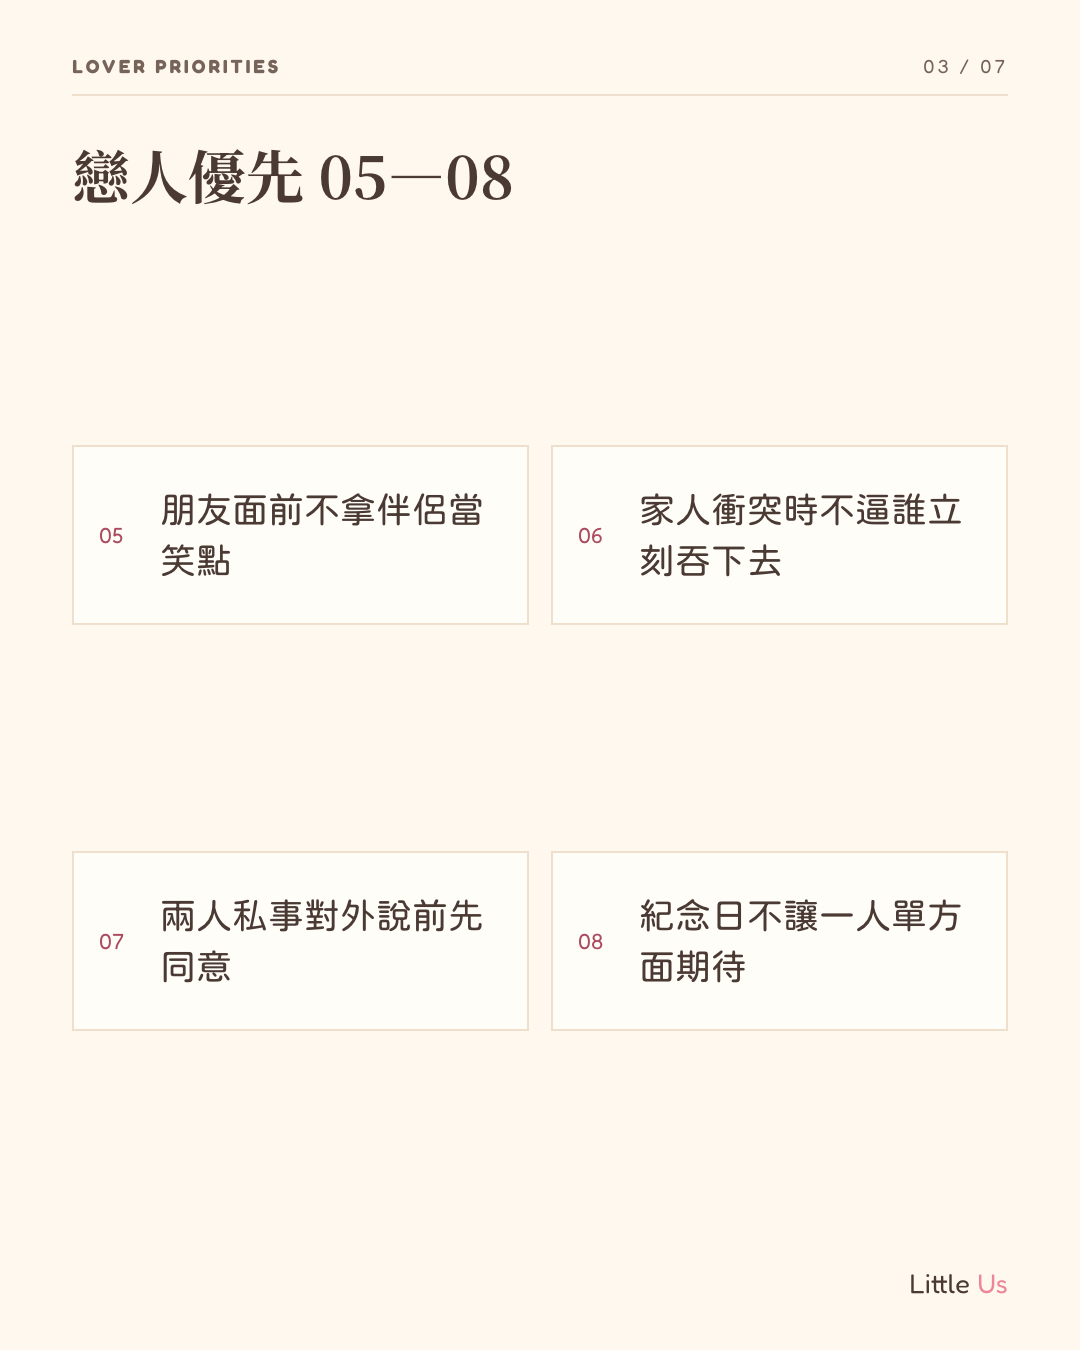 LOVER PRIORITIES
03 / 07
戀人優先 05—08
05
朋友面前不拿伴侶當
笑點
06
家人衝突時不逼誰立
刻吞下去
07
兩人私事對外說前先
同意
08
紀念日不讓一人單方
面期待
Little Us